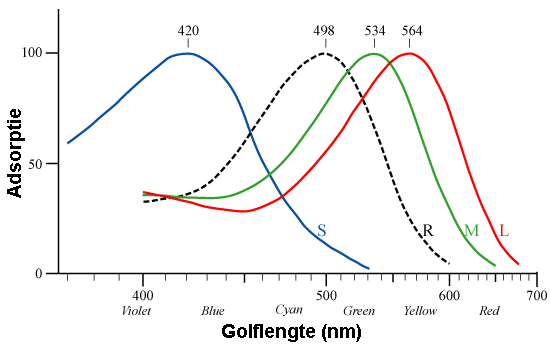 420 498 534 564
100
Adsorptie
50
S R M L
0
400 500 600 700
Violet Blue Cyan Green Yellow Red
Golflengte (nm)